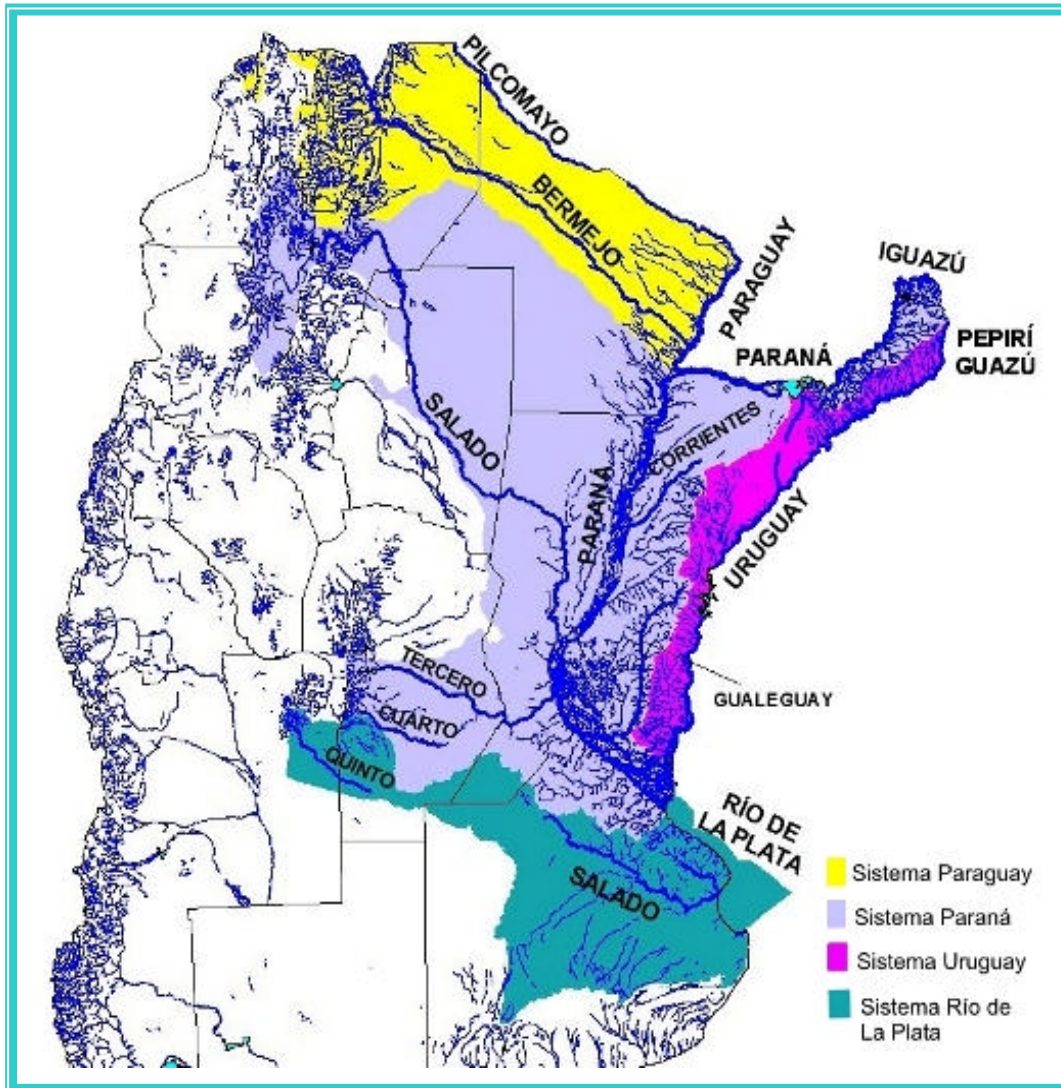 PILCOMAYO
BERMEJO
PARAGUAY
IGUAZÚ
PEPIRÍ
GUAZÚ
PARANÁ
CORRIENTES
SALADO
PARANÁ
URUGUAY
TERCERO
GUALEGUAY
CUARTO
QUINTO
RÍO DE
LA PLATA
SALADO
Sistema Paraguay
Sistema Paraná
Sistema Uruguay
Sistema Río de
La Plata